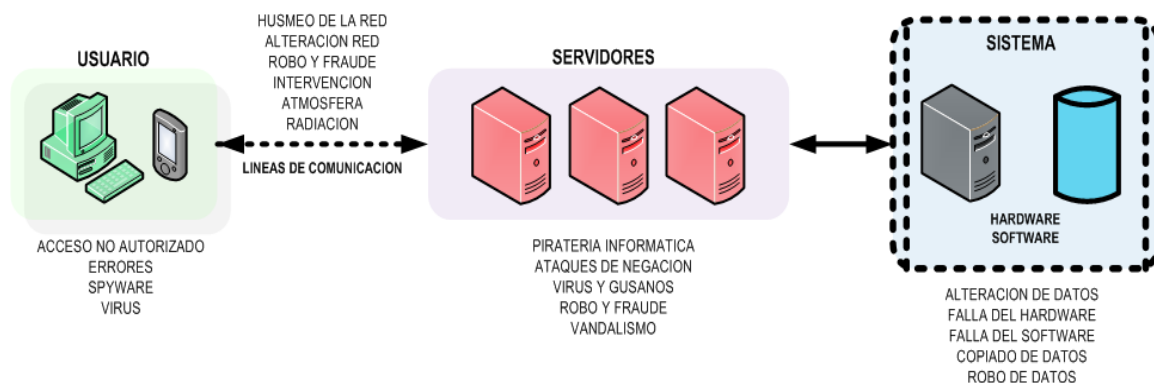 USUARIO
ACCESO NO AUTORIZADO
ERRORES
SPYWARE
VIRUS
HUSMEO DE LA RED
ALTERACION RED
ROBO Y FRAUDE
INTERVENCION
ATMOSFERA
RADIACION
LINEAS DE COMUNICACION
SERVIDORES
PIRATERIA INFORMATICA
ATAQUES DE NEGACION
VIRUS Y GUSANOS
ROBO Y FRAUDE
VANDALISMO
SISTEMA
HARDWARE
SOFTWARE
ALTERACION DE DATOS
FALLA DEL HARDWARE
FALLA DEL SOFTWARE
COPIADO DE DATOS
ROBO DE DATOS